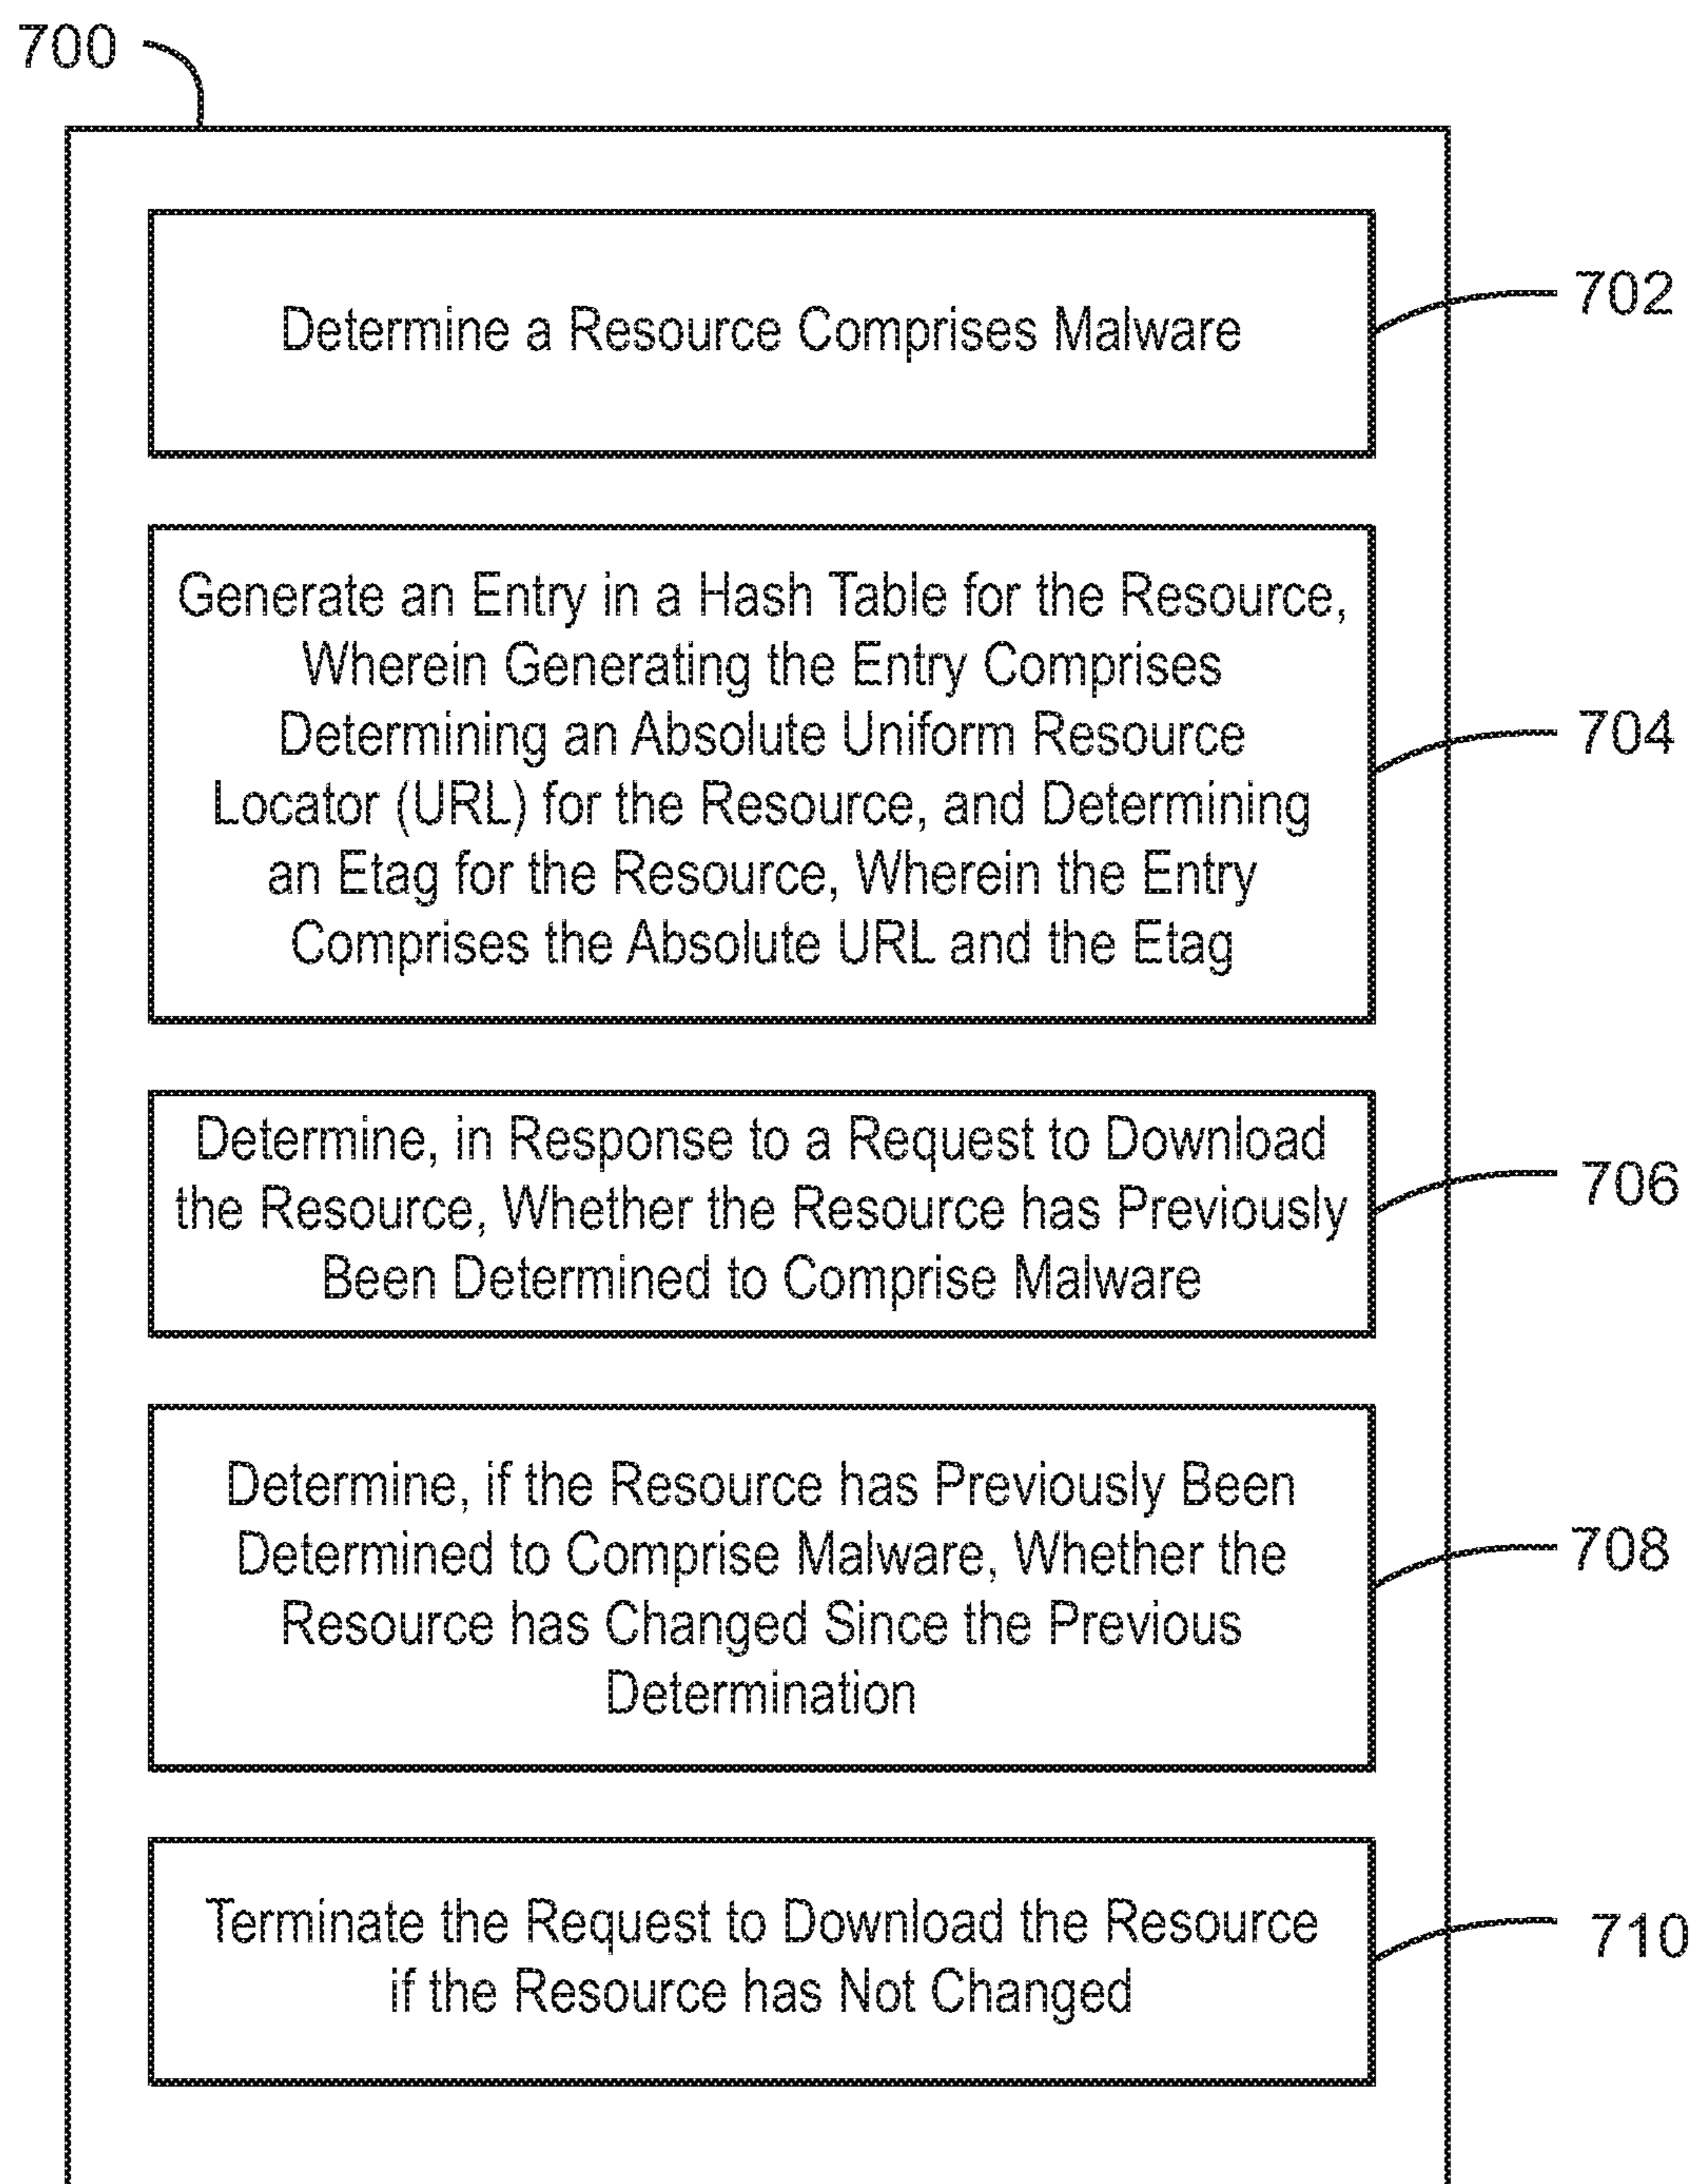 700
Determine a Resource Comprises Malware
702
Generate an Entry in a Hash Table for the Resource,
Wherein Generating the Entry Comprises
Determining an Absolute Uniform Resource
Locator (URL) for the Resource, and Determining
an Etag for the Resource, Wherein the Entry
Comprises the Absolute URL and the Etag
704
Determine, in Response to a Request to Download
the Resource, Whether the Resource has Previously
Been Determined to Comprise Malware
706
Determine, if the Resource has Previously Been
Determined to Comprise Malware, Whether the
Resource has Changed Since the Previous
Determination
708
Terminate the Request to Download the Resource
if the Resource has Not Changed
710